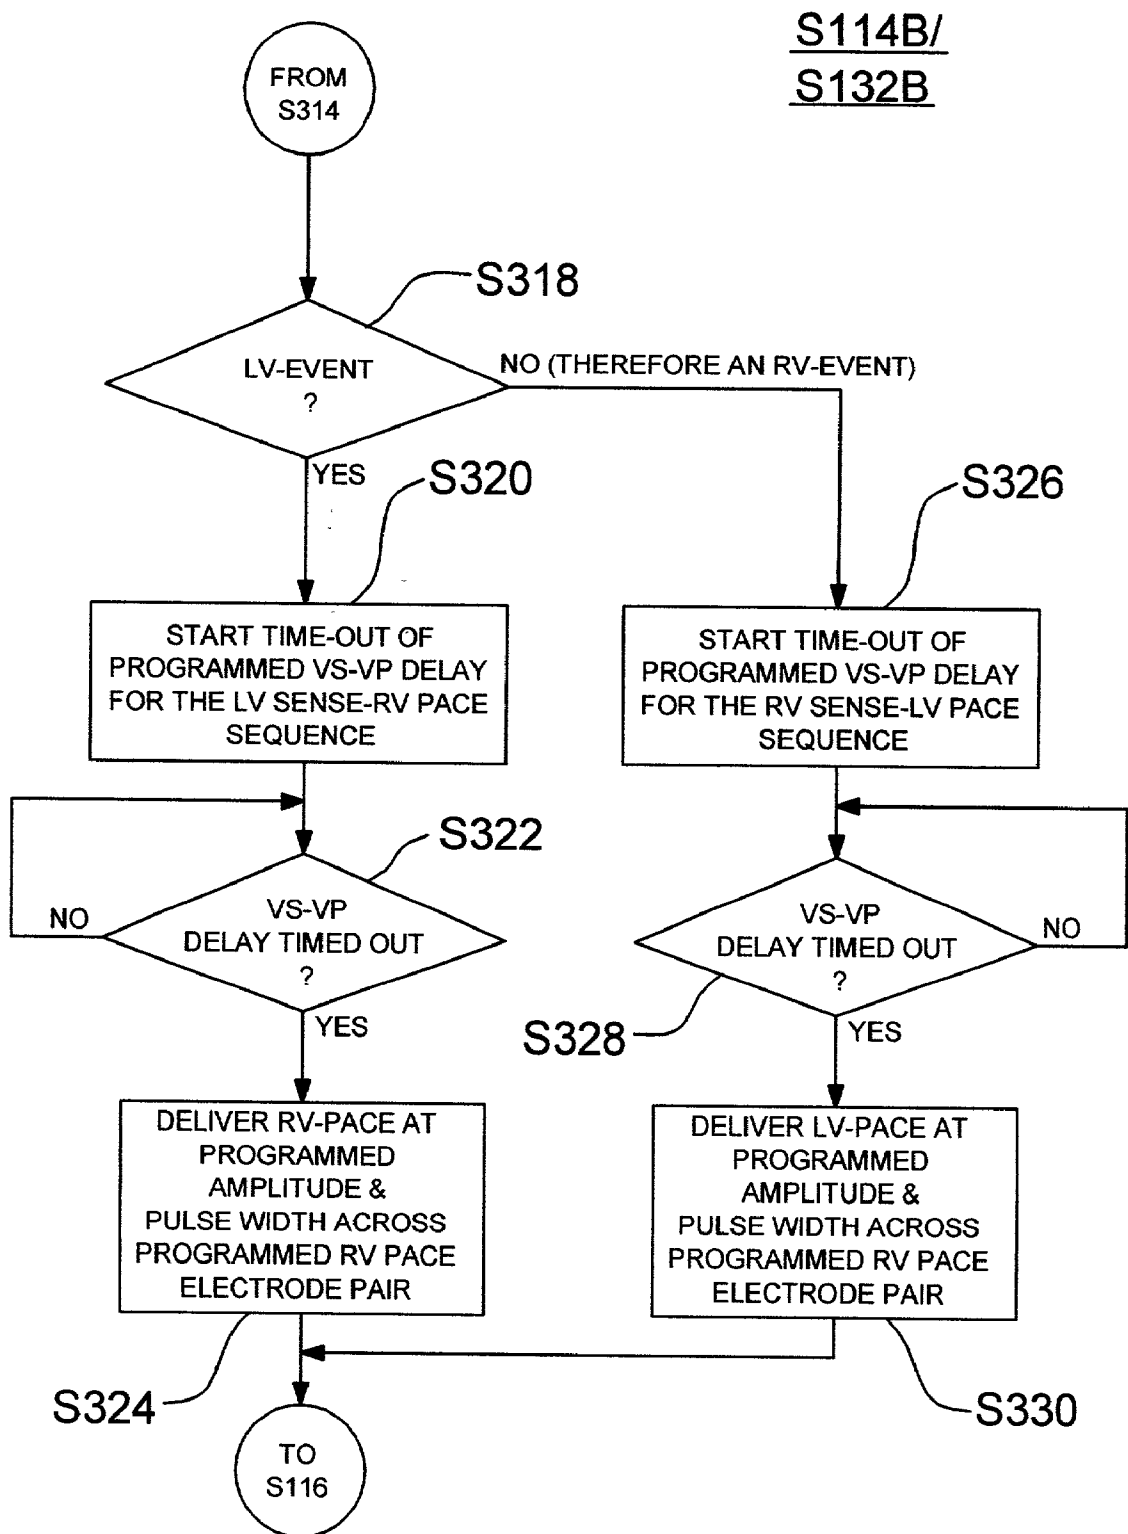 S114B/
S132B
FROM
S314
S318
LV-EVENT
?
NO (THEREFORE AN RV-EVENT)
YES
S320
S326
START TIME-OUT OF
PROGRAMMED VS-VP DELAY
FOR THE LV SENSE-RV PACE
SEQUENCE
START TIME-OUT OF
PROGRAMMED VS-VP DELAY
FOR THE RV SENSE-LV PACE
SEQUENCE
S322
VS-VP
DELAY TIMED OUT
?
NO
YES
VS-VP
DELAY TIMED OUT
?
NO
S328
YES
DELIVER RV-PACE AT
PROGRAMMED
AMPLITUDE &
PULSE WIDTH ACROSS
PROGRAMMED RV PACE
ELECTRODE PAIR
DELIVER LV-PACE AT
PROGRAMMED
AMPLITUDE &
PULSE WIDTH ACROSS
PROGRAMMED RV PACE
ELECTRODE PAIR
S324
S330
TO
S116